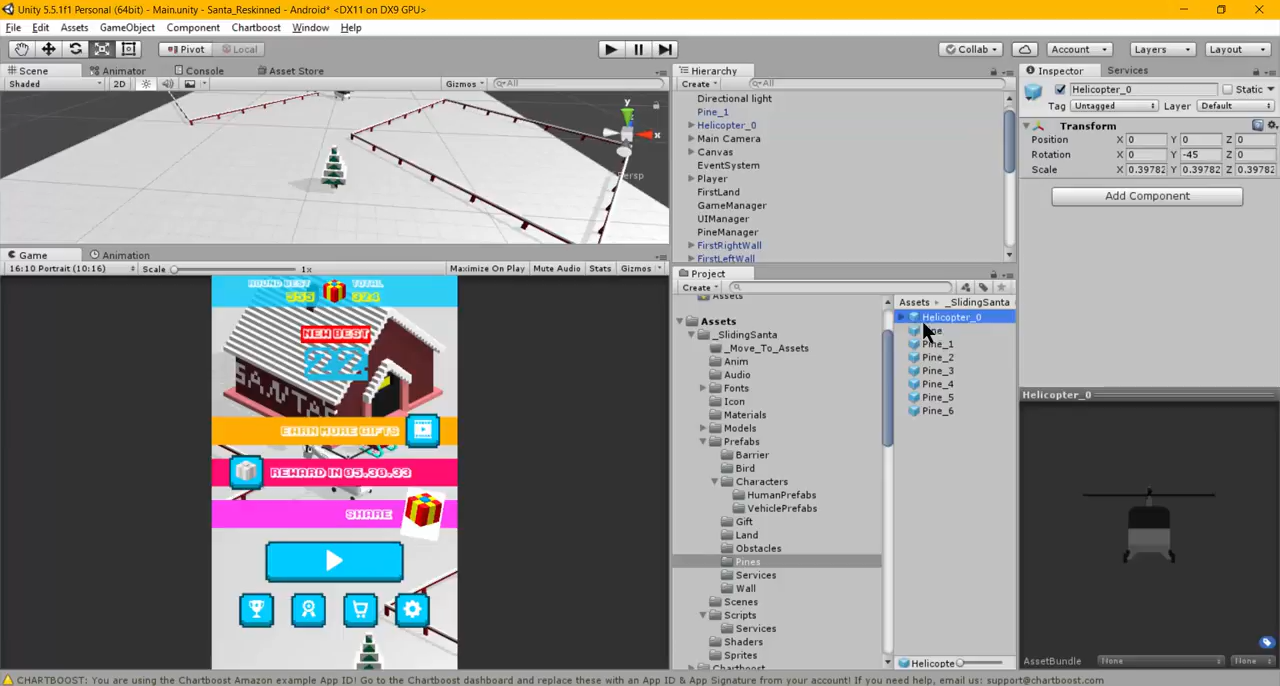 Unity 5.5.1f1 Personal (64bit) - Main.unity - Santa_Reskinned - Android* <DX11 on DX9 GPU>
File Edit Assets GameObject Component Chartboost Window Help
Pivot Local Collab Account Layers Layout
Scene Animator Console Asset Store
Shaded 2D Gizmos All
y
x
Persp
Game Animation
16:10 Portrait (10:16) Scale 1x Maximize On Play Mute Audio Stats Gizmos
ROUND BEST TOTAL
355 324
NEW BEST
222
SANTA
EARN MORE GIFTS
REWARD IN 05.30.33
SHARE
Hierarchy
Create All
Directional light
Pine_1
Helicopter_0
Main Camera
Canvas
EventSystem
Player
FirstLand
GameManager
UIManager
PineManager
FirstRightWall
FirstLeftWall
Project
Create
Assets
Assets
_SlidingSanta
_Move_To_Assets
Anim
Audio
Fonts
Icon
Materials
Models
Prefabs
Barrier
Bird
Characters
HumanPrefabs
VehiclePrefabs
Gift
Land
Obstacles
Pines
Services
Wall
Scenes
Scripts
Services
Shaders
Sprites
Chartboost
Assets _SlidingSanta
Helicopter_0
Pine_1
Pine_2
Pine_3
Pine_4
Pine_5
Pine_6
Helicopte
Inspector Services
Helicopter_0 Static
Tag Untagged Layer Default
Transform
Position X 0 Y 0 Z 0
Rotation X 0 Y -45 Z 0
Scale X 0.39782 Y 0.39782 Z 0.39782
Add Component
Helicopter_0
AssetBundle None None
CHARTBOOST: You are using the Chartboost Amazon example App ID! Go to the Chartboost dashboard and replace these with an App ID & App Signature from your account! If you need help, email us: support@chartboost.com